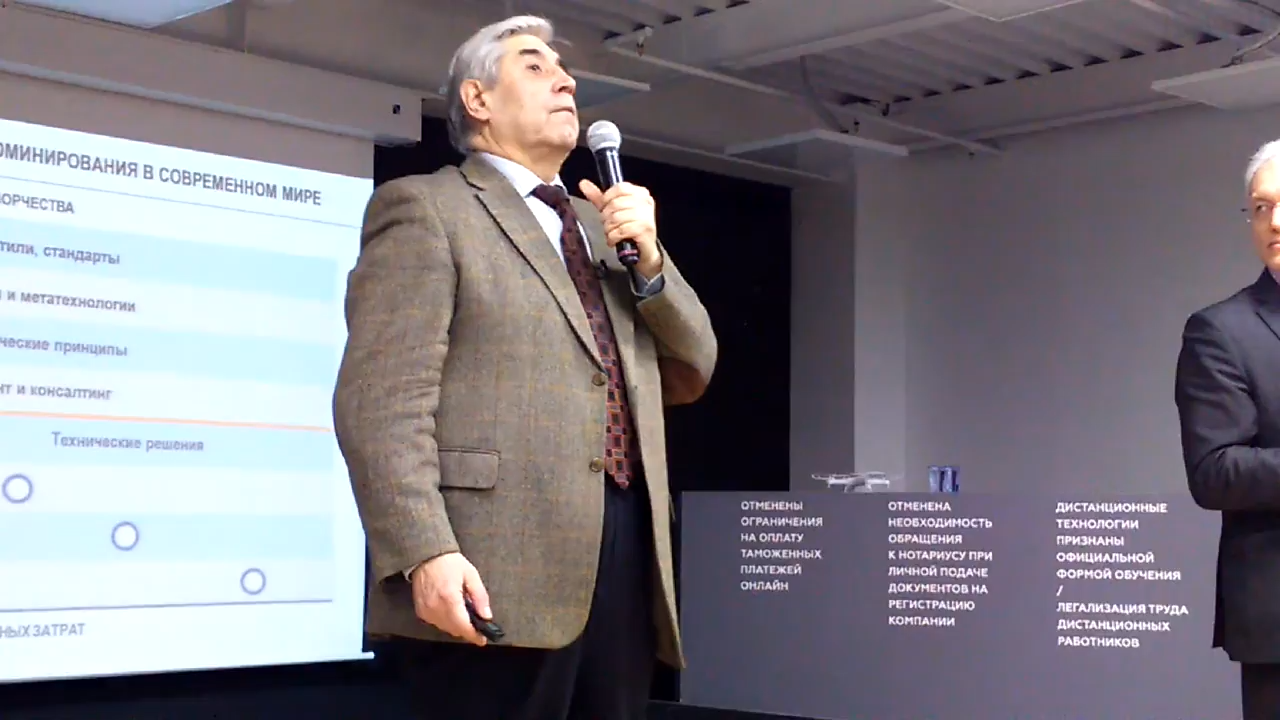 ДОМИНИРОВАНИЯ В СОВРЕМЕННОМ МИРЕ
ОРЧЕСТВА
тили, стандарты
и метатехнологии
ческие принципы
нт и консалтинг
Технические решения
НЫХ ЗАТРАТ
ОТМЕНЕНЫ
ОГРАНИЧЕНИЯ
НА ОПЛАТУ
ТАМОЖЕННЫХ
ПЛАТЕЖЕЙ
ОНЛАЙН
ОТМЕНЕНА
НЕОБХОДИМОСТЬ
ОБРАЩЕНИЯ
К НОТАРИУСУ ПРИ
ЛИЧНОЙ ПОДАЧЕ
ДОКУМЕНТОВ НА
РЕГИСТРАЦИЮ
КОМПАНИИ
ДИСТАНЦИОННЫЕ
ТЕХНОЛОГИИ
ПРИЗНАНЫ
ОФИЦИАЛЬНОЙ
ФОРМОЙ ОБУЧЕНИЯ
/
ЛЕГАЛИЗАЦИЯ ТРУДА
ДИСТАНЦИОННЫХ
РАБОТНИКОВ